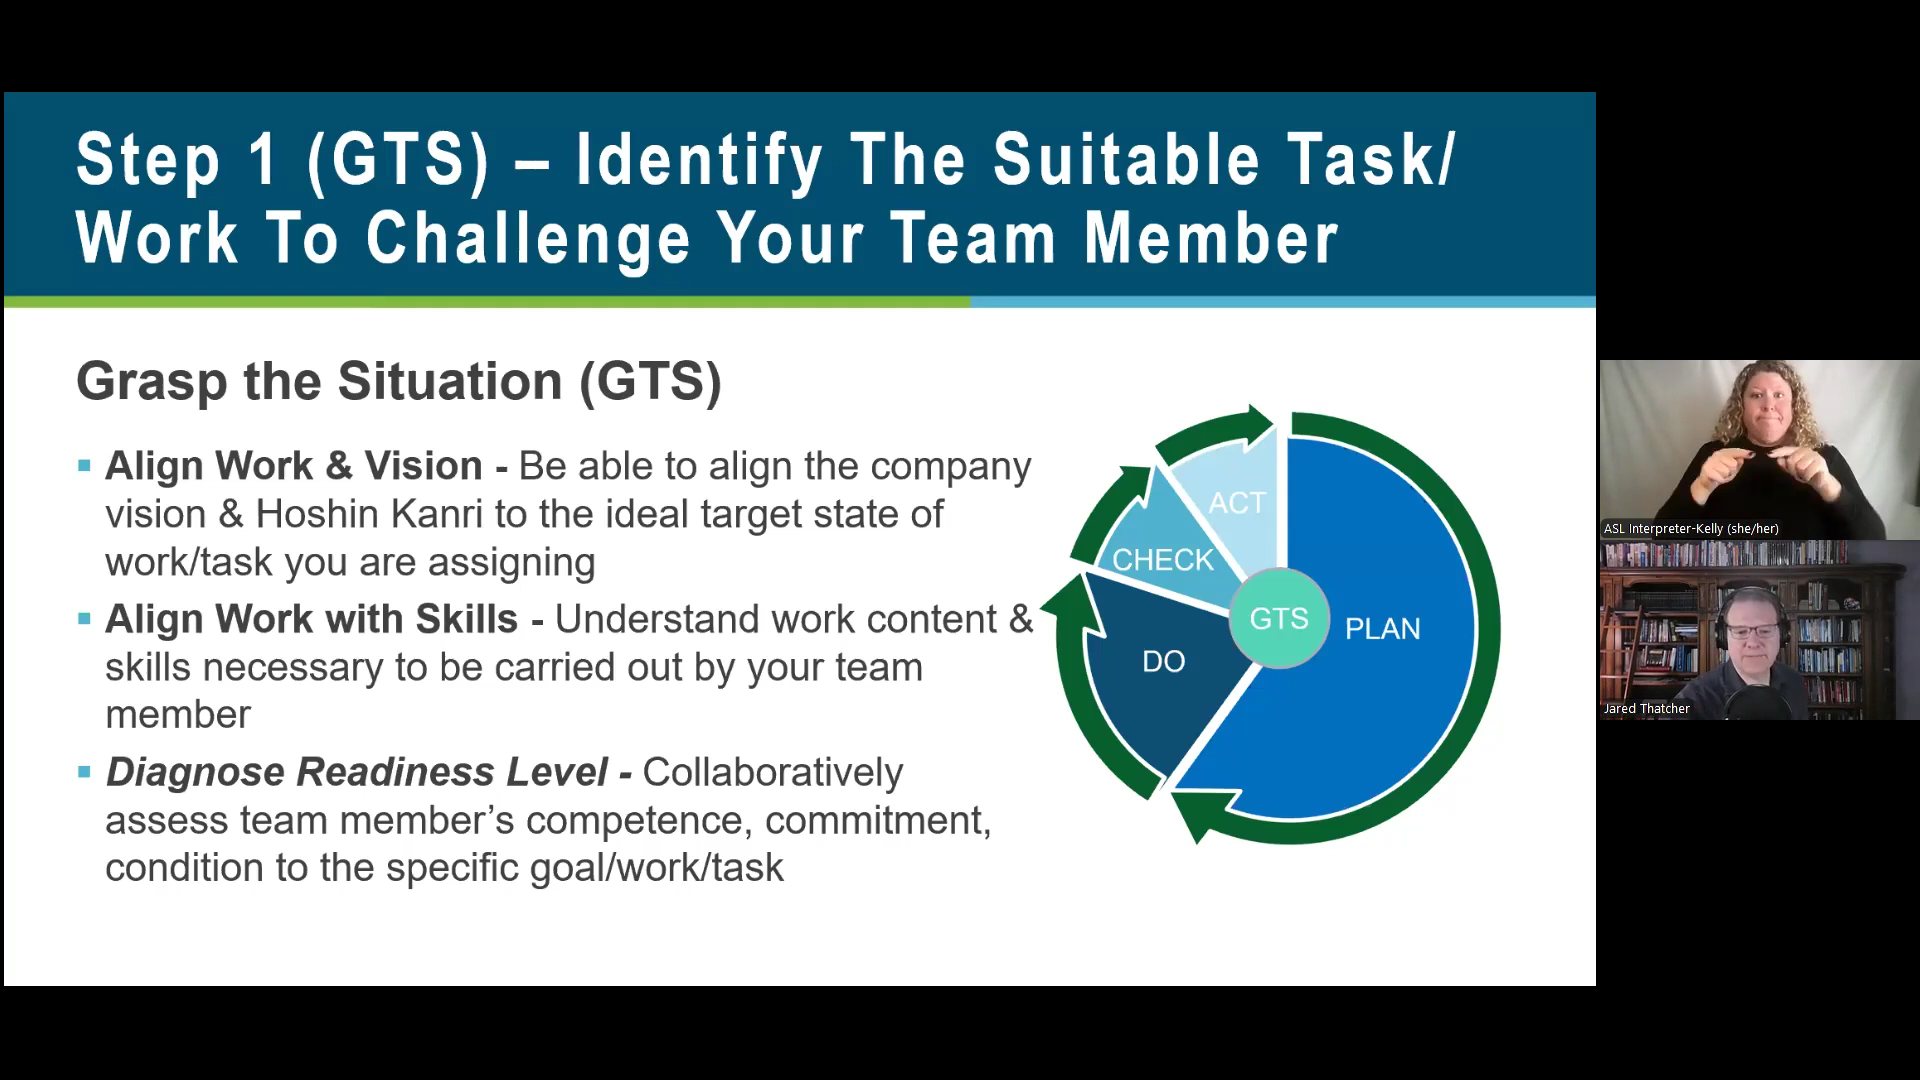 Step 1 (GTS) – Identify The Suitable Task/
Work To Challenge Your Team Member
Grasp the Situation (GTS)
▪ Align Work & Vision - Be able to align the company
vision & Hoshin Kanri to the ideal target state of
work/task you are assigning
▪ Align Work with Skills - Understand work content &
skills necessary to be carried out by your team
member
▪ Diagnose Readiness Level - Collaboratively
assess team member’s competence, commitment,
condition to the specific goal/work/task
ACT
CHECK
GTS
PLAN
DO
ASL Interpreter-Kelly (she/her)
Jared Thatcher